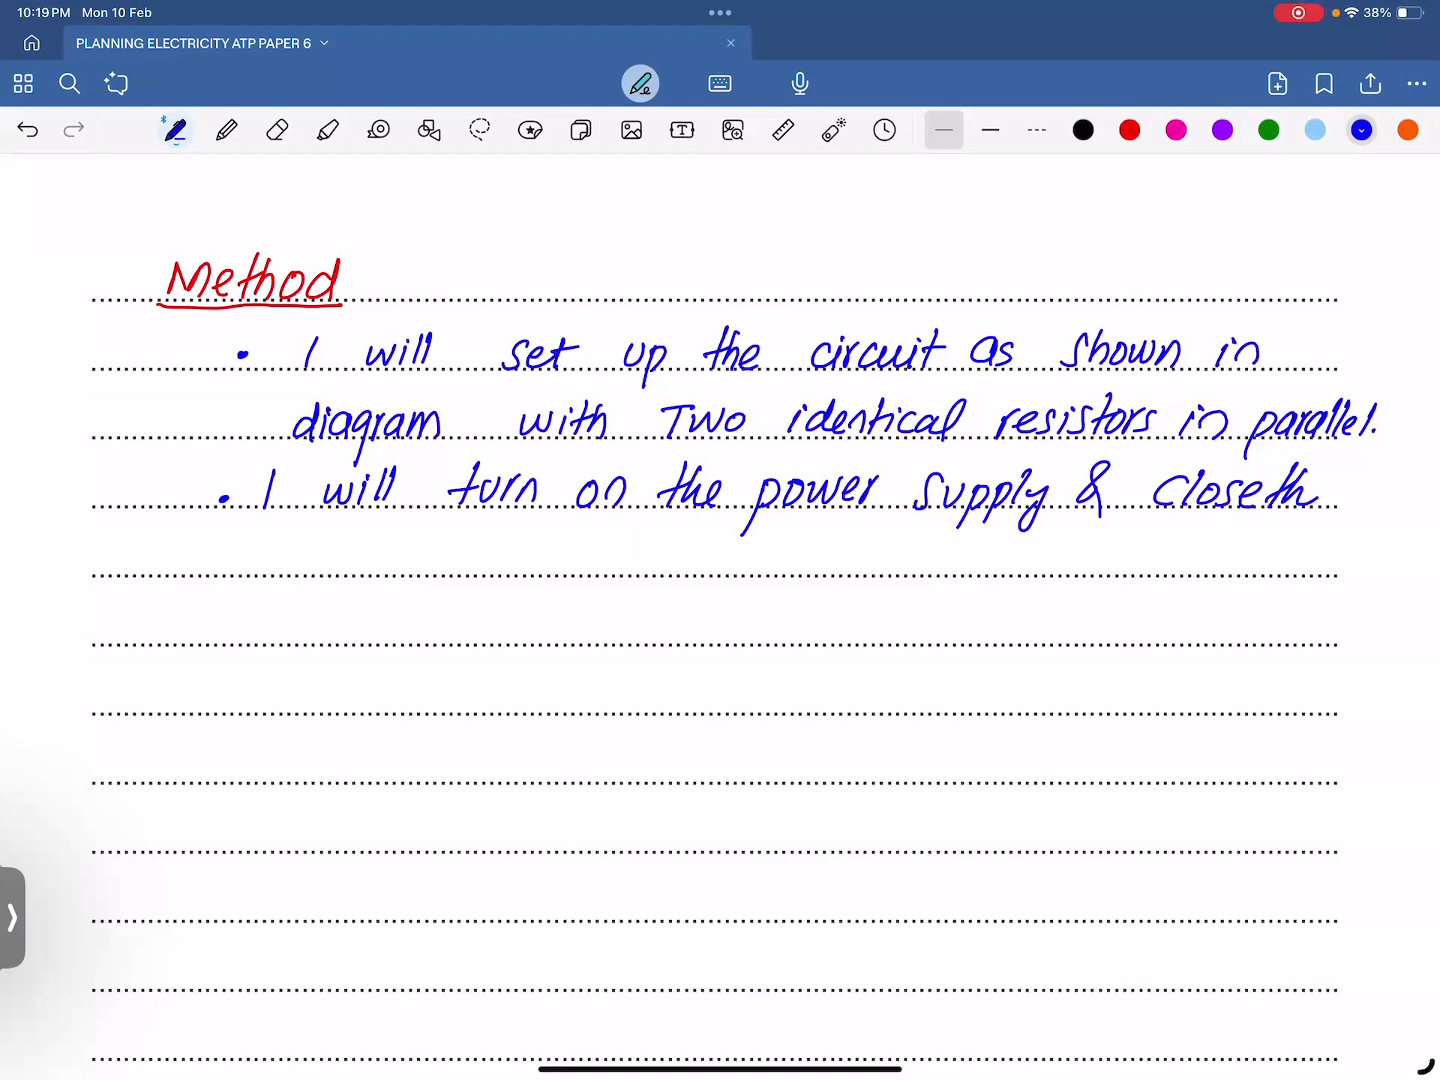 10:19 PM Mon 10 Feb
38%
PLANNING ELECTRICITY ATP PAPER 6
Method
• I will set up the circuit as shown in
diagram with Two identical resistors in parallel.
• I will turn on the power supply & close th